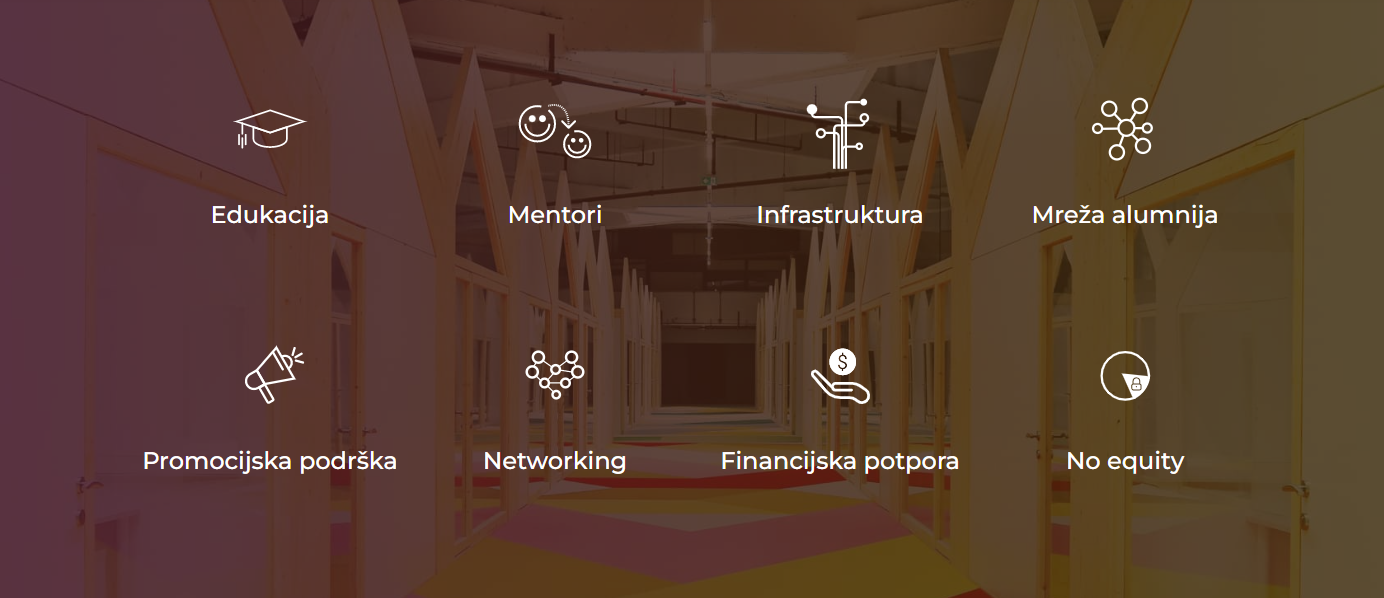 Edukacija
Mentori
Infrastruktura
Mreža alumnija
Promocijska podrška
Networking
Financijska potpora
No equity